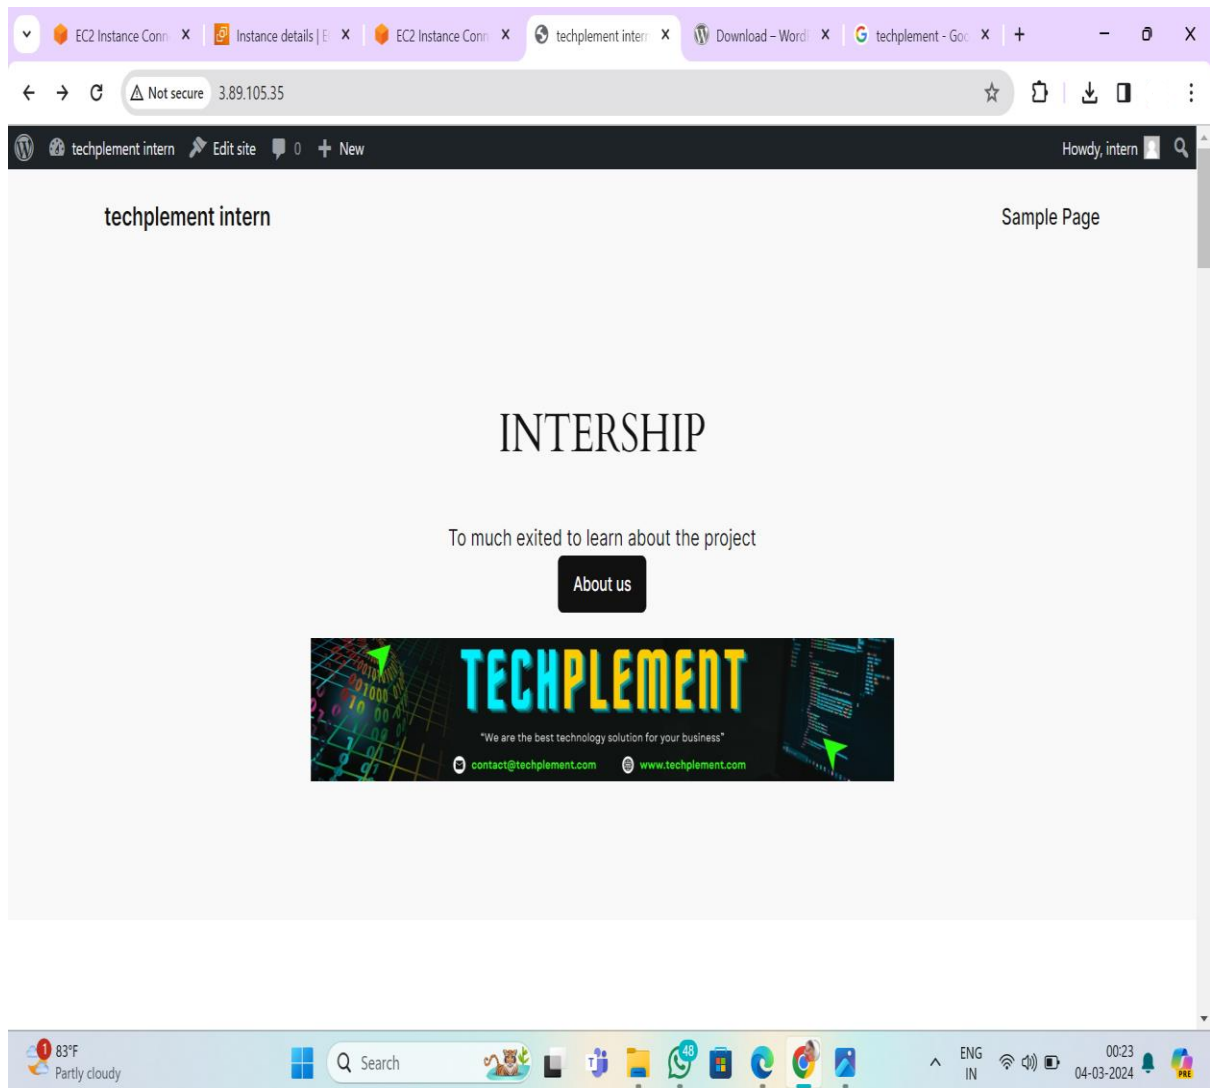 EC2 Instance Conn
Instance details | E
EC2 Instance Conn
techplement intern
Download – Word
techplement - Goo
Not secure 3.89.105.35
techplement intern Edit site 0 + New Howdy, intern
techplement intern Sample Page
INTERSHIP
To much exited to learn about the project
About us
TECHPLEMENT
"We are the best technology solution for your business"
contact@techplement.com www.techplement.com
1 83°F
Partly cloudy
Search
48
ENG
IN
00:23
04-03-2024
PRE